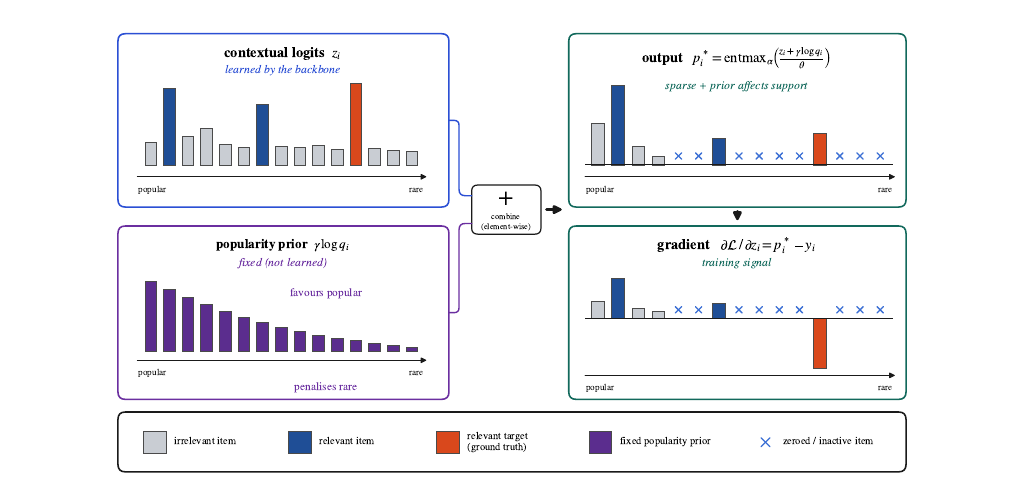 contextual logits z_i
learned by the backbone
popular
rare
popularity prior γ log q_i
fixed (not learned)
favours popular
popular
rare
penalises rare
+
combine
(element-wise)
output p_i* = entmax_α((z_i + γ log q_i)/θ)
sparse + prior affects support
popular
rare
gradient ∂ℒ/∂z_i = p_i* − y_i
training signal
popular
rare
irrelevant item
relevant item
relevant target
(ground truth)
fixed popularity prior
zeroed / inactive item